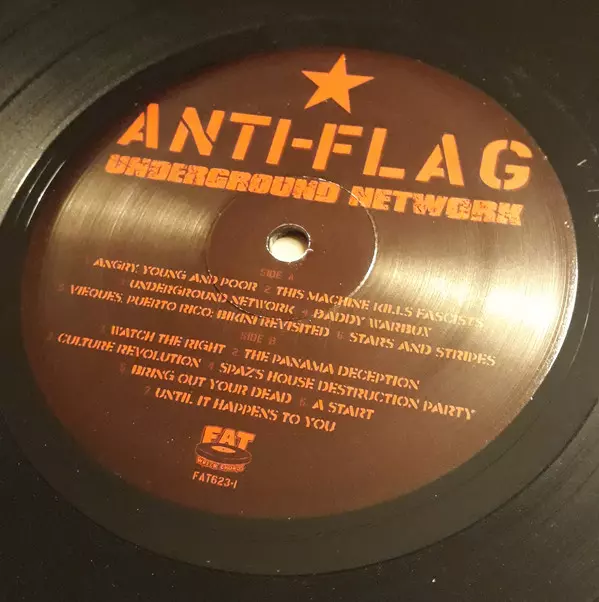 ANTI-FLAG
UNDERGROUND NETWORK
SIDE A
ANGRY, YOUNG AND POOR 2 THIS MACHINE KILLS FASCISTS
UNDERGROUND NETWORK 4 DADDY WARBUX
5 VIEQUES, PUERTO RICO: BIKINI REVISITED 6 STARS AND STRIPES
SIDE B
1 WATCH THE RIGHT 2 THE PANAMA DECEPTION
3 CULTURE REVOLUTION 4 SPAZ'S HOUSE DESTRUCTION PARTY
5 BRING OUT YOUR DEAD 6 A START
7 UNTIL IT HAPPENS TO YOU
FAT
WRECK CHORDS
FAT623-1